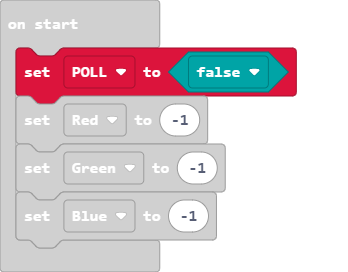 on start
set POLL to false
set Red to -1
set Green to -1
set Blue to -1